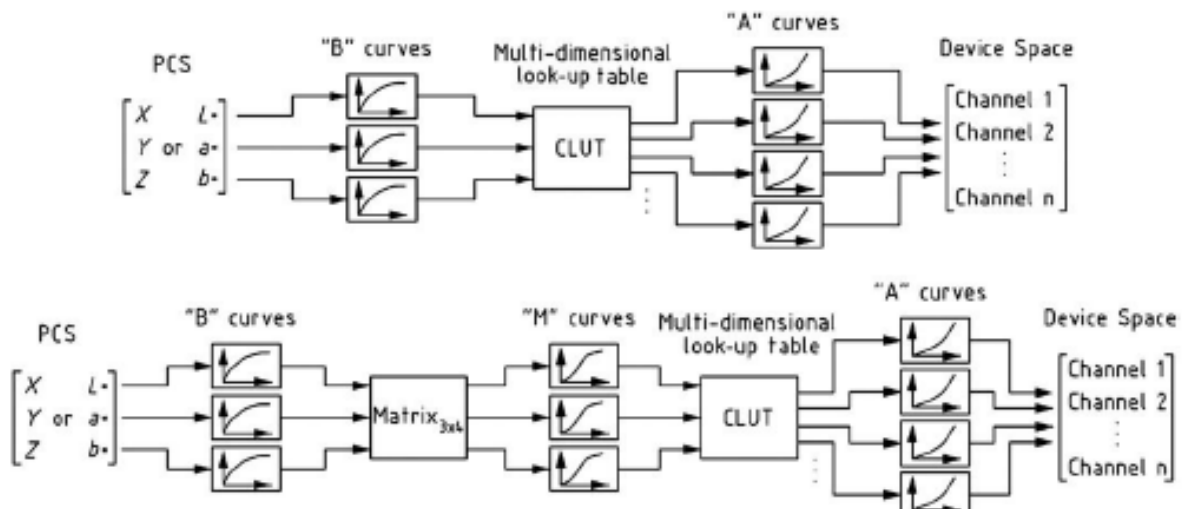 "A" curves
"B" curves
Multi-dimensional
look-up table
Device Space
PCS
X L*
Y or a*
Z b*
CLUT
Channel 1
Channel 2
Channel n
"A" curves
"B" curves
"M" curves
Multi-dimensional
look-up table
Device Space
PCS
X L*
Y or a*
Z b*
Matrix3x4
CLUT
Channel 1
Channel 2
Channel n